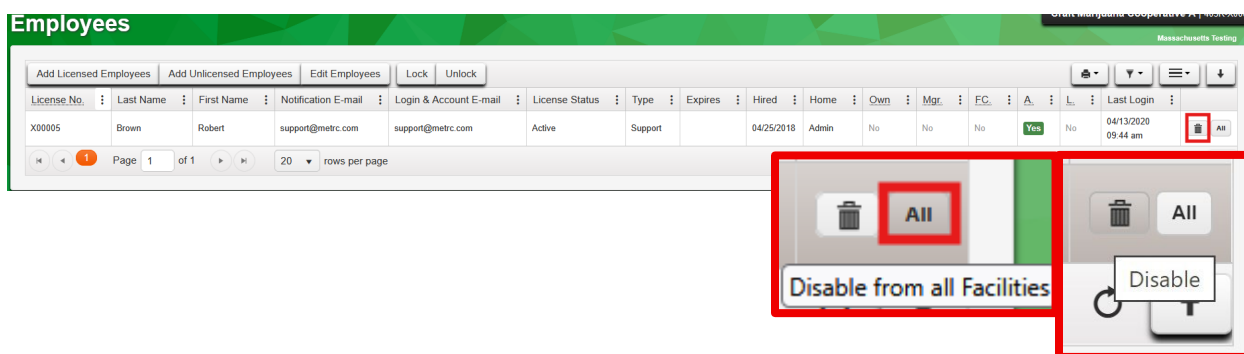 Employees
Massachusetts Testing
Add Licensed Employees Add Unlicensed Employees Edit Employees Lock Unlock
License No. Last Name First Name Notification E-mail Login & Account E-mail License Status Type Expires Hired Home Own Mgr. FC. A. L. Last Login
X00005 Brown Robert support@metrc.com support@metrc.com Active Support 04/25/2018 Admin No No No Yes No 04/13/2020 All
09:44 am
1 Page 1 of 1 20 rows per page
All
Disable from all Facilities
All
Disable